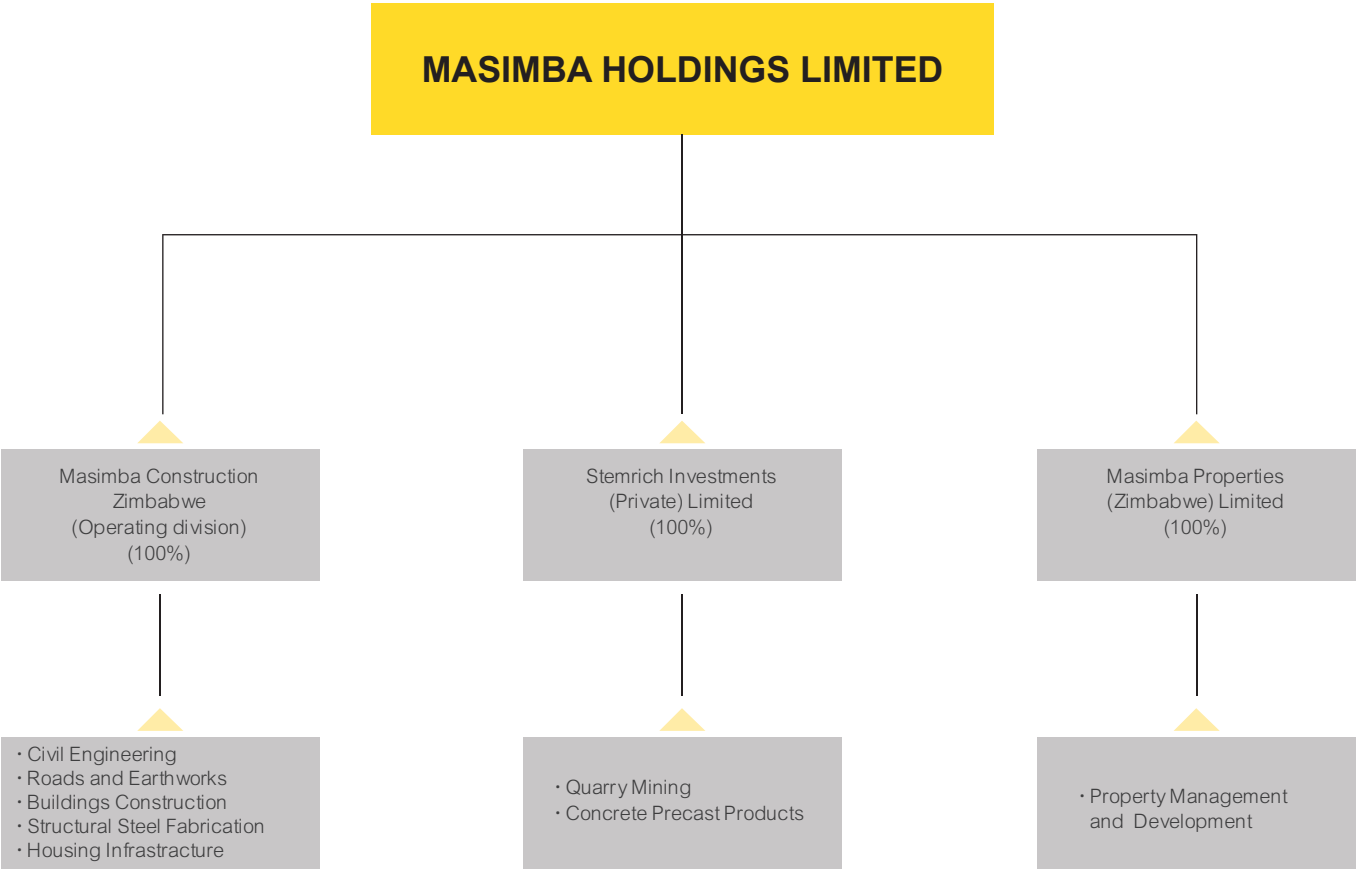 MASIMBA HOLDINGS LIMITED
Masimba Construction
Zimbabwe
(Operating division)
(100%)
Stemrich Investments
(Private) Limited
(100%)
Masimba Properties
(Zimbabwe) Limited
(100%)
· Civil Engineering
· Roads and Earthworks
· Buildings Construction
· Structural Steel Fabrication
· Housing Infrastracture
· Quarry Mining
· Concrete Precast Products
· Property Management
and Development